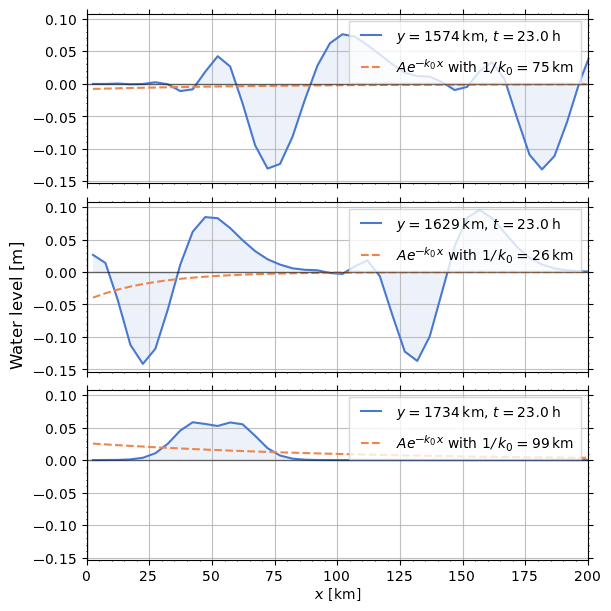 0.10
0.05
0.00
−0.05
−0.10
−0.15
y = 1574 km, t = 23.0 h
Ae^{−k₀x} with 1/k₀ = 75 km
0.10
0.05
0.00
−0.05
−0.10
−0.15
y = 1629 km, t = 23.0 h
Ae^{−k₀x} with 1/k₀ = 26 km
Water level [m]
0.10
0.05
0.00
−0.05
−0.10
−0.15
y = 1734 km, t = 23.0 h
Ae^{−k₀x} with 1/k₀ = 99 km
0 25 50 75 100 125 150 175 200
x [km]